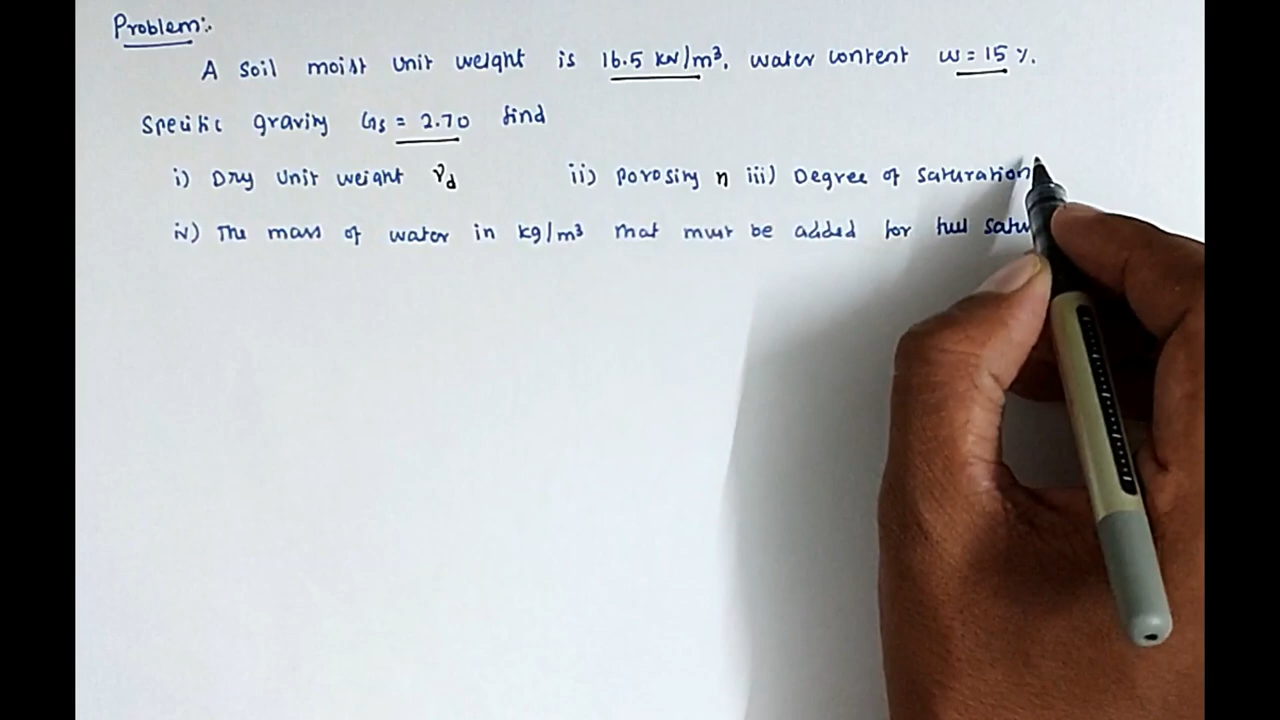 Problem:
A soil moist unit weight is 16.5 kN/m³, water content w = 15 %.
Specific gravity Gs = 2.70 find
i) Dry unit weight γd ii) Porosity n iii) Degree of saturation
iv) The mass of water in kg/m³ that must be added for full